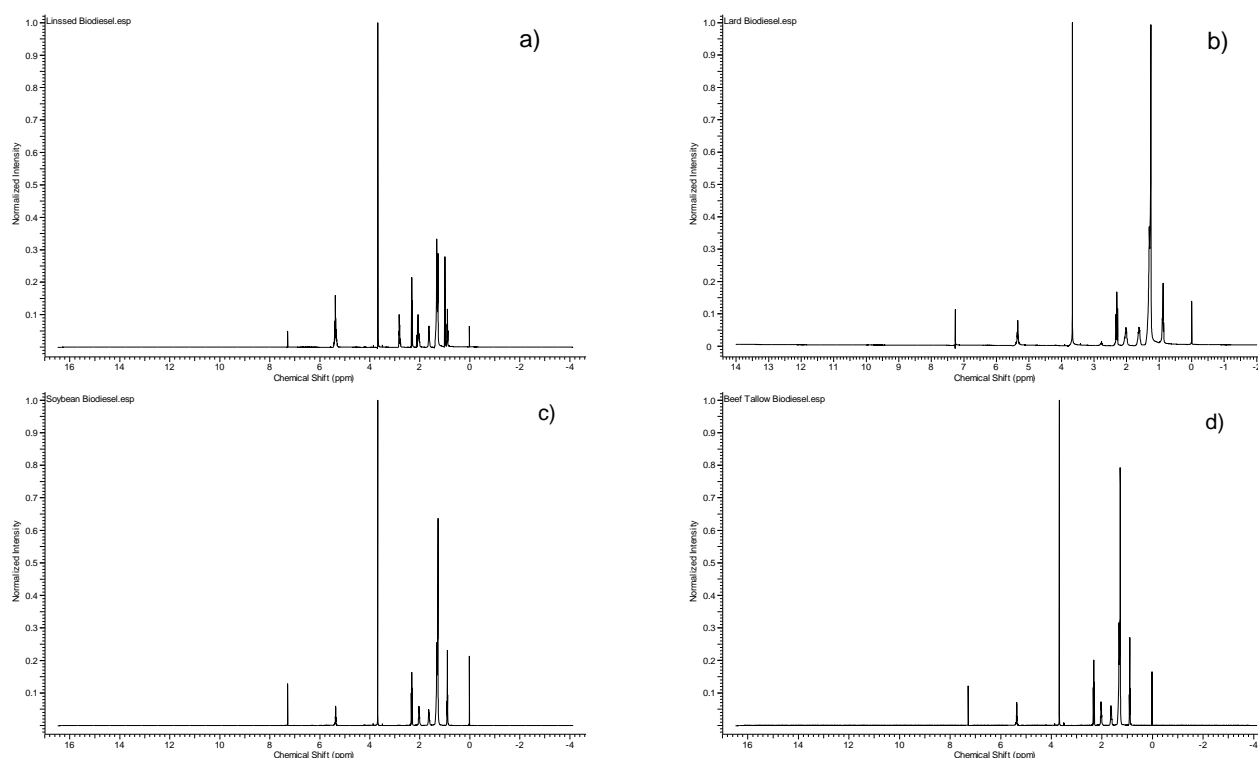 Linssed Biodiesel.esp
a)
1.0
0.9
0.8
0.7
0.6
0.5
0.4
0.3
0.2
0.1
Normalized Intensity
16 14 12 10 8 6 4 2 0 -2 -4
Chemical Shift (ppm)
Lard Biodiesel.esp
b)
1.0
0.9
0.8
0.7
0.6
0.5
0.4
0.3
0.2
0.1
0
Normalized Intensity
14 13 12 11 10 9 8 7 6 5 4 3 2 1 0 -1 -2
Chemical Shift (ppm)
Soybean Biodiesel.esp
c)
1.0
0.9
0.8
0.7
0.6
0.5
0.4
0.3
0.2
0.1
Normalized Intensity
16 14 12 10 8 6 4 2 0 -2 -4
Chemical Shift (ppm)
Beef Tallow Biodiesel.esp
d)
1.0
0.9
0.8
0.7
0.6
0.5
0.4
0.3
0.2
0.1
Normalized Intensity
16 14 12 10 8 6 4 2 0 -2 -4
Chemical Shift (ppm)